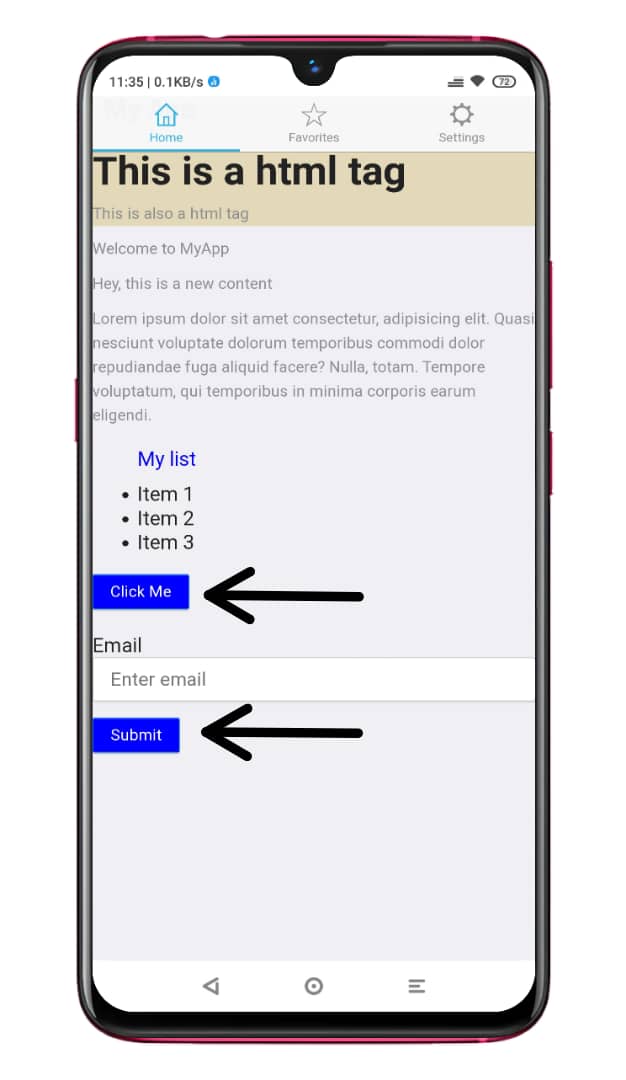 11:35 | 0.1KB/s
72
Home
Favorites
Settings
This is a html tag
This is also a html tag
Welcome to MyApp
Hey, this is a new content
Lorem ipsum dolor sit amet consectetur, adipisicing elit. Quasi
nesciunt voluptate dolorum temporibus commodi dolor
repudiandae fuga aliquid facere? Nulla, totam. Tempore
voluptatum, qui temporibus in minima corporis earum
eligendi.
My list
• Item 1
• Item 2
• Item 3
Click Me
Email
Enter email
Submit